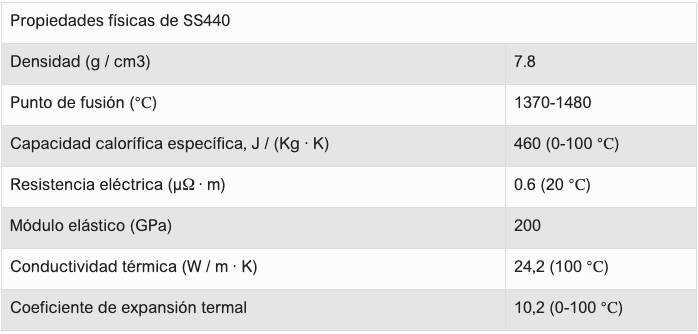 Propiedades físicas de SS440
Densidad (g / cm3) 7.8
Punto de fusión (℃) 1370-1480
Capacidad calorífica específica, J / (Kg · K) 460 (0-100 ℃)
Resistencia eléctrica (μΩ · m) 0.6 (20 ℃)
Módulo elástico (GPa) 200
Conductividad térmica (W / m · K) 24,2 (100 ℃)
Coeficiente de expansión termal 10,2 (0-100 ℃)